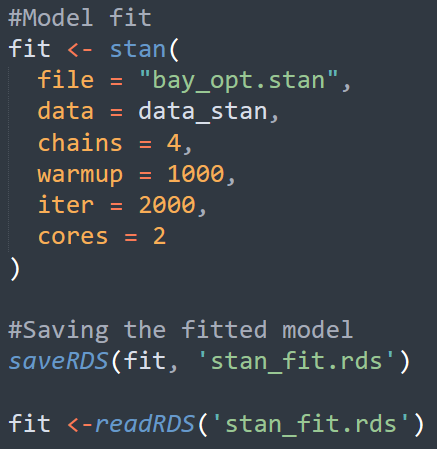 #Model fit
fit <- stan(
  file = "bay_opt.stan",
  data = data_stan,
  chains = 4,
  warmup = 1000,
  iter = 2000,
  cores = 2
)
#Saving the fitted model
saveRDS(fit, 'stan_fit.rds')
fit <-readRDS('stan_fit.rds')